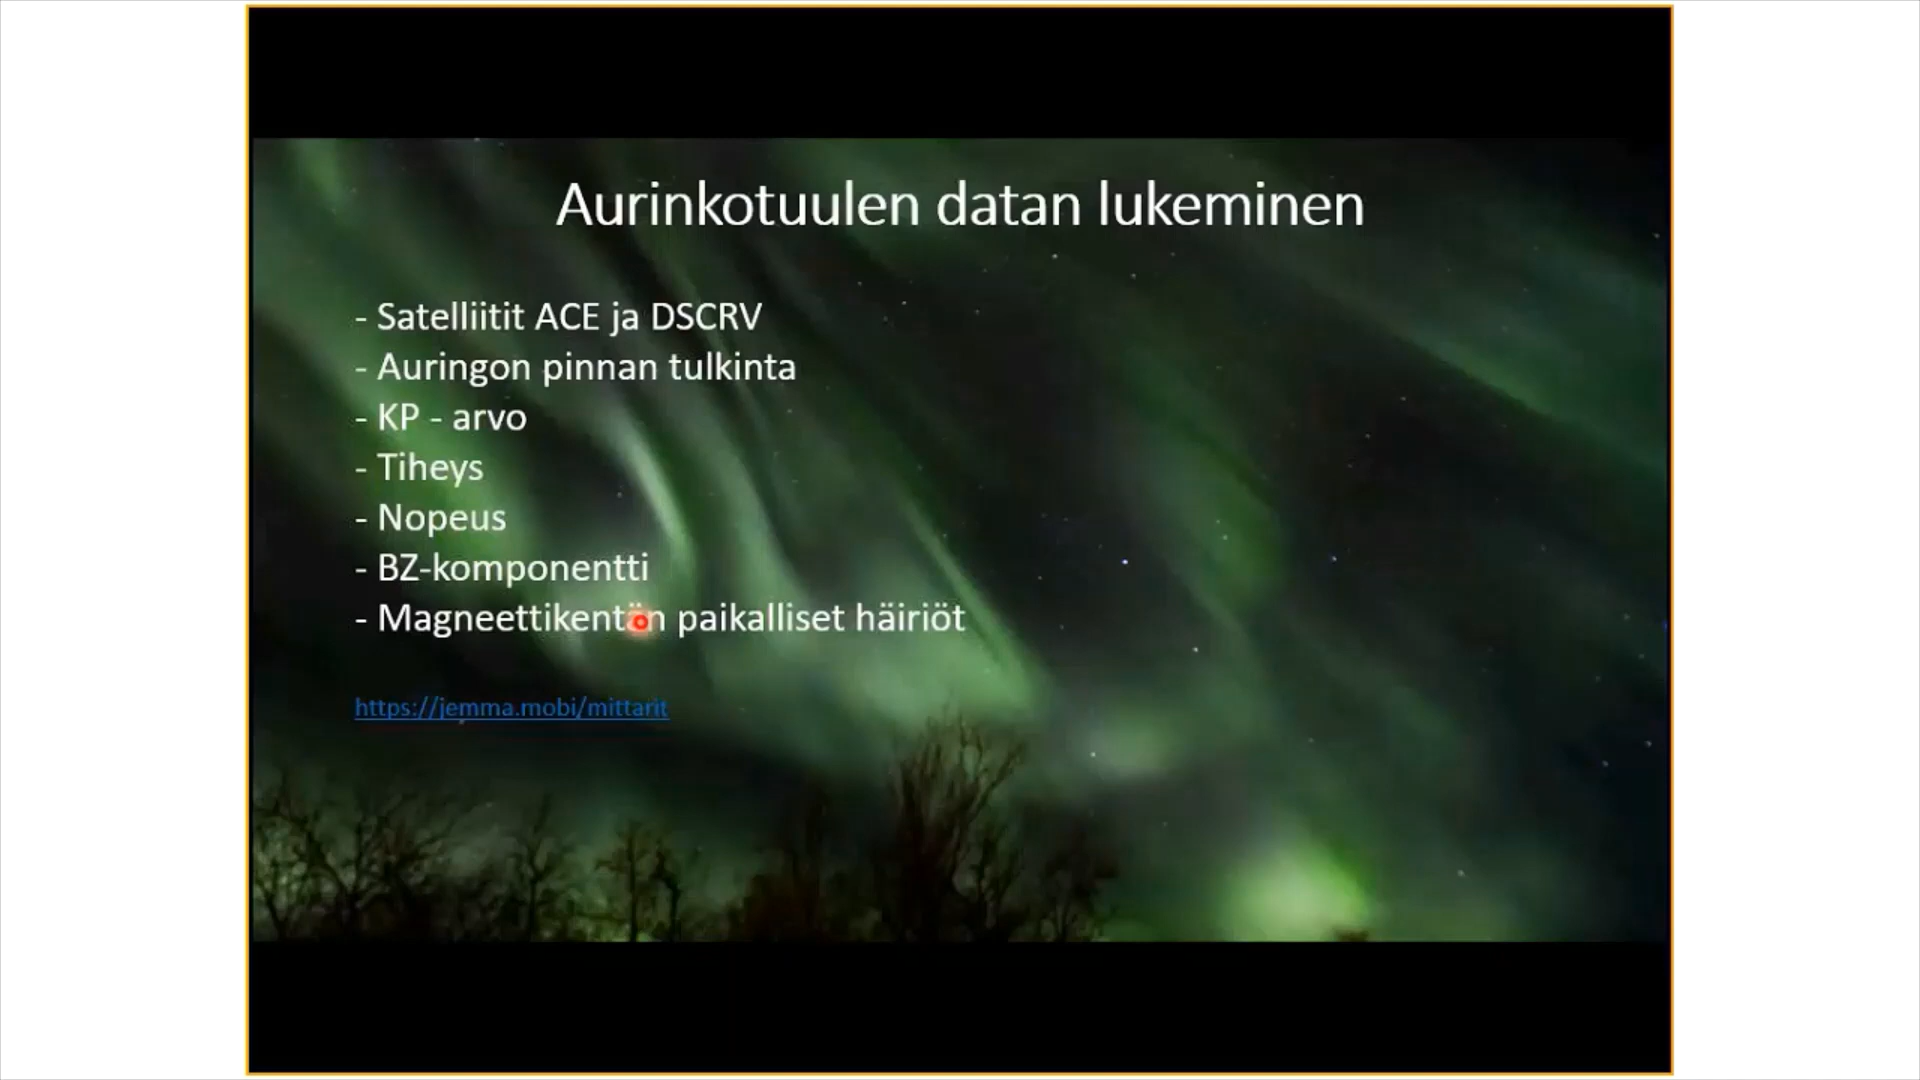 Aurinkotuulen datan lukeminen
- Satelliitit ACE ja DSCRV
- Auringon pinnan tulkinta
- KP - arvo
- Tiheys
- Nopeus
- BZ-komponentti
- Magneettikentän paikalliset häiriöt
https://jemma.mobi/mittarit